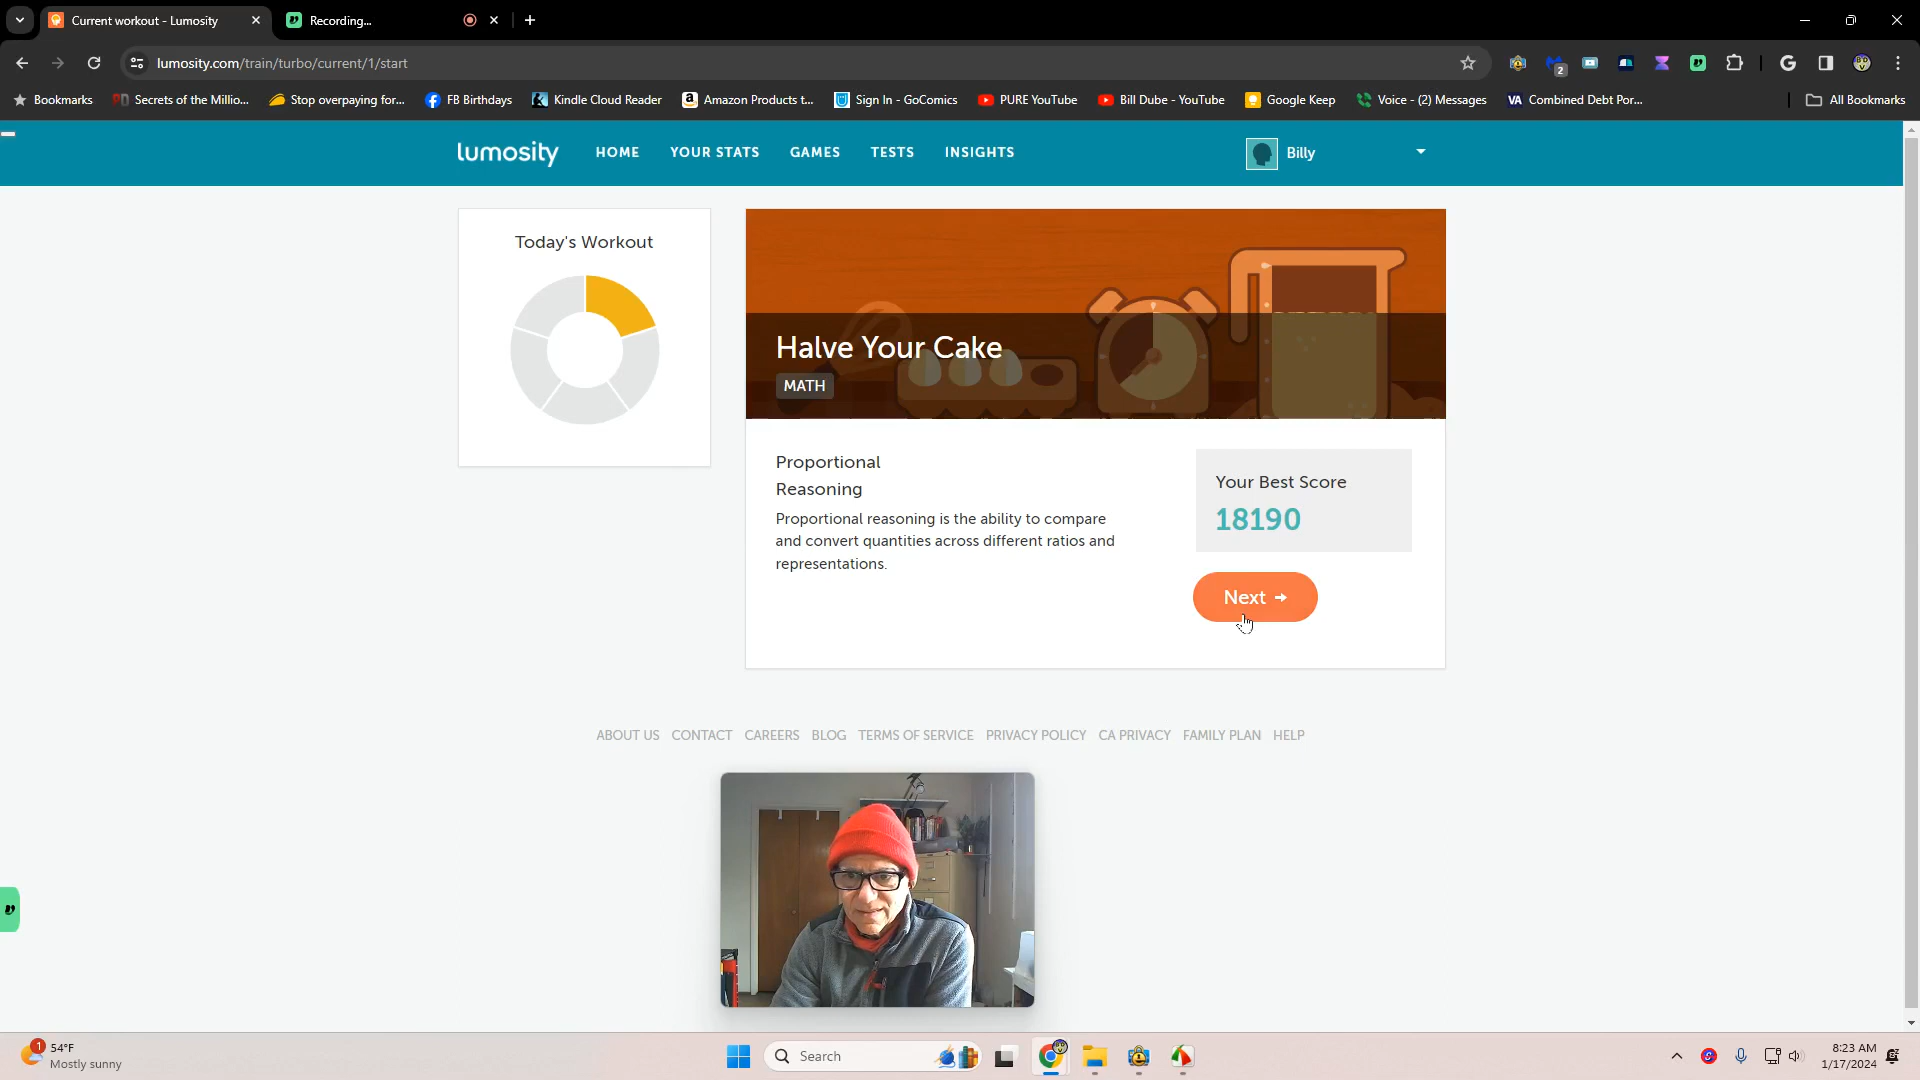 Current workout - Lumosity
Recording...
lumosity.com/train/turbo/current/1/start
2
Bookmarks
Secrets of the Millio...
Stop overpaying for...
FB Birthdays
Kindle Cloud Reader
Amazon Products t...
Sign In - GoComics
PURE YouTube
Bill Dube - YouTube
Google Keep
Voice - (2) Messages
VA Combined Debt Por...
All Bookmarks
lumosity
HOME
YOUR STATS
GAMES
TESTS
INSIGHTS
Billy
Today's Workout
Halve Your Cake
MATH
Proportional
Reasoning
Proportional reasoning is the ability to compare
and convert quantities across different ratios and
representations.
Your Best Score
18190
Next
ABOUT US CONTACT CAREERS BLOG TERMS OF SERVICE PRIVACY POLICY CA PRIVACY FAMILY PLAN HELP
1
54°F
Mostly sunny
Search
8:23 AM
1/17/2024